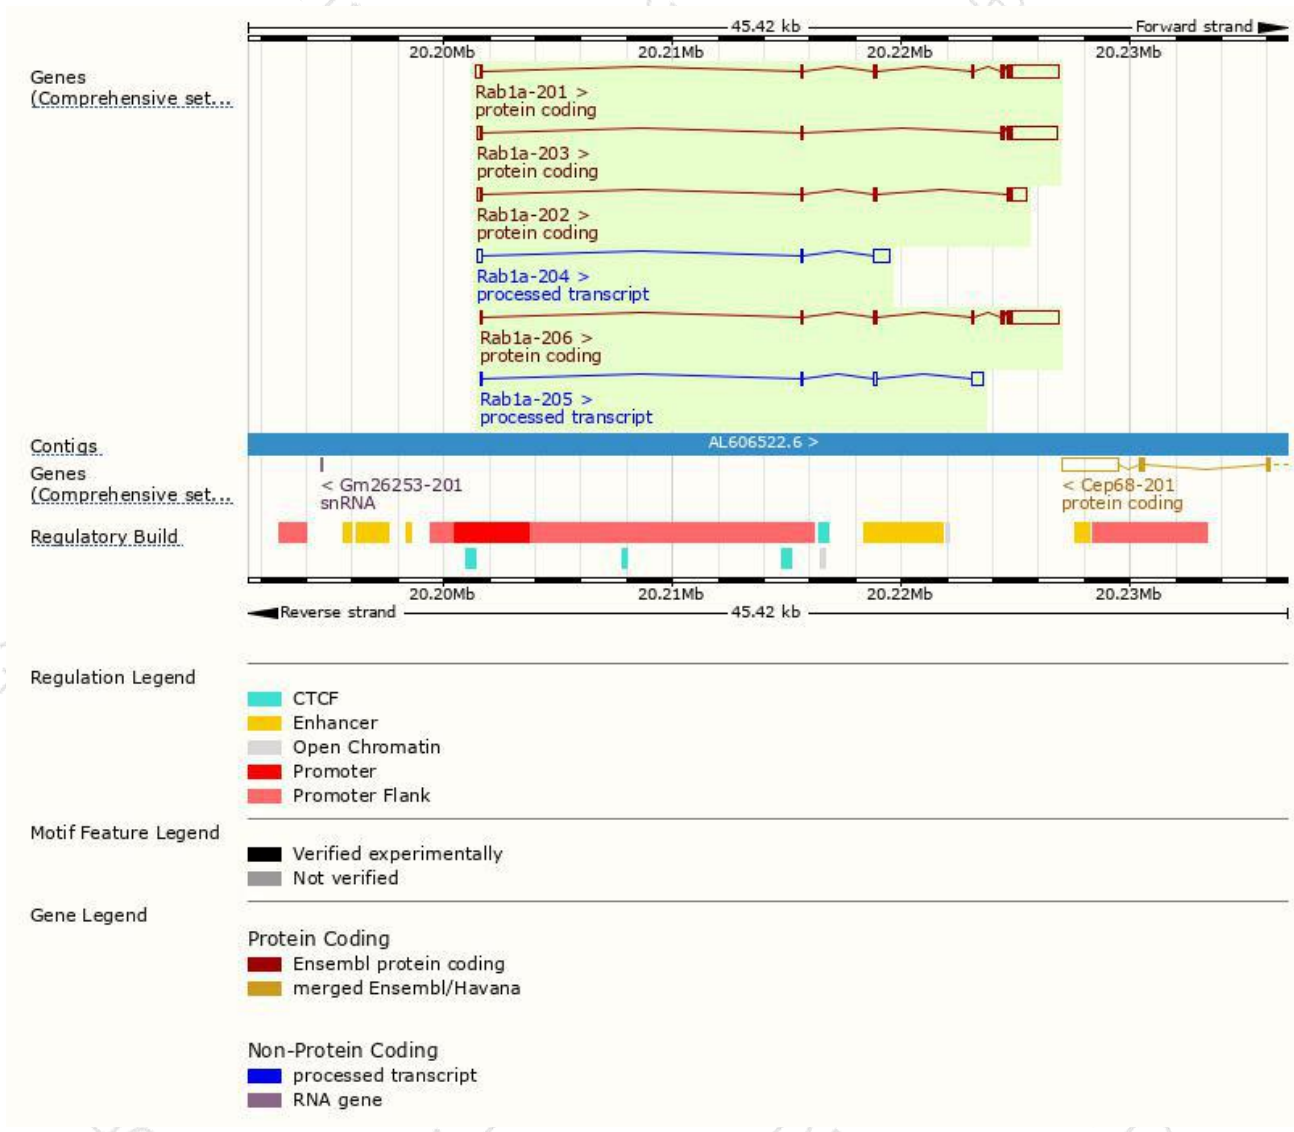 45.42 kb
Forward strand
20.20Mb 20.21Mb 20.22Mb 20.23Mb
Genes
(Comprehensive set...
Rab1a-201 >
protein coding
Rab1a-203 >
protein coding
Rab1a-202 >
protein coding
Rab1a-204 >
processed transcript
Rab1a-206 >
protein coding
Rab1a-205 >
processed transcript
Contigs
AL606522.6 >
Genes
(Comprehensive set...
< Gm26253-201
snRNA
< Cep68-201
protein coding
Regulatory Build
20.20Mb 20.21Mb 20.22Mb 20.23Mb
Reverse strand
45.42 kb
Regulation Legend
CTCF
Enhancer
Open Chromatin
Promoter
Promoter Flank
Motif Feature Legend
Verified experimentally
Not verified
Gene Legend
Protein Coding
Ensembl protein coding
merged Ensembl/Havana
Non-Protein Coding
processed transcript
RNA gene